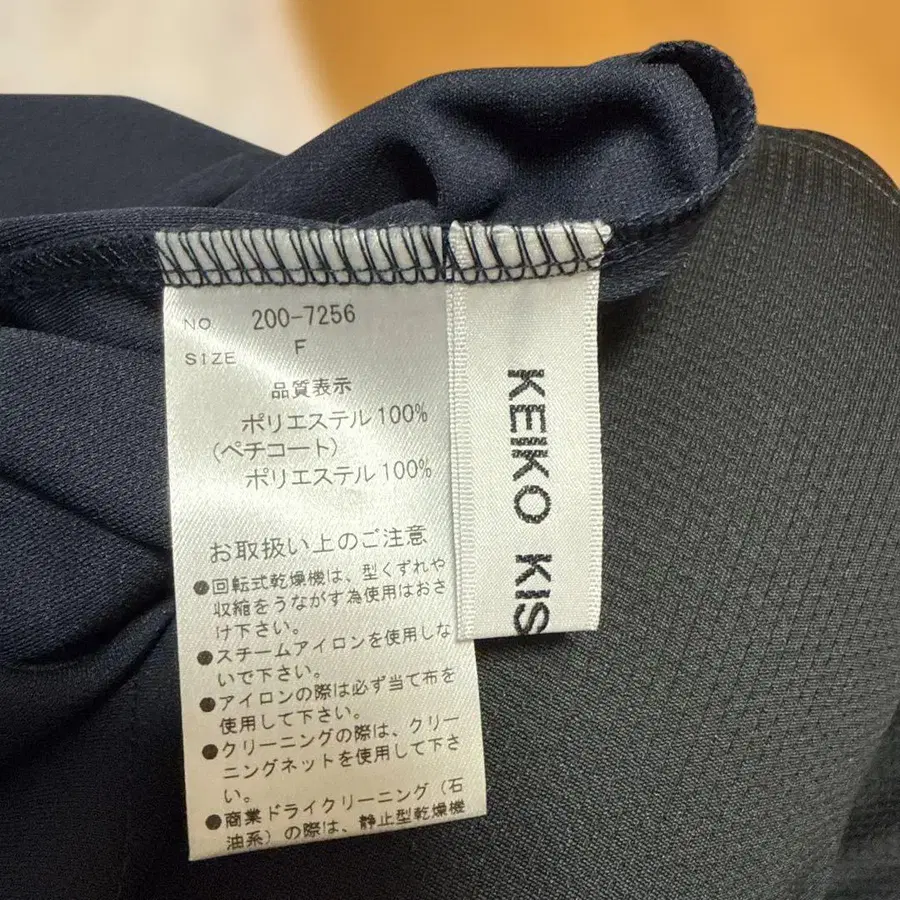 NO 200-7256
SIZE F
品質表示
ポリエステル100%
(ペチコート)
ポリエステル100%
お取扱い上のご注意
●回転式乾燥機は、型くずれや
収縮をうながす為使用はおさ
け下さい。
●スチームアイロンを使用しな
いで下さい。
●アイロンの際は必ず当て布を
使用して下さい。
●クリーニングの際は、クリー
ニングネットを使用して下さ
い。
●商業ドライクリーニング(石
油系)の際は、静止型乾燥機
KEIKO KIS